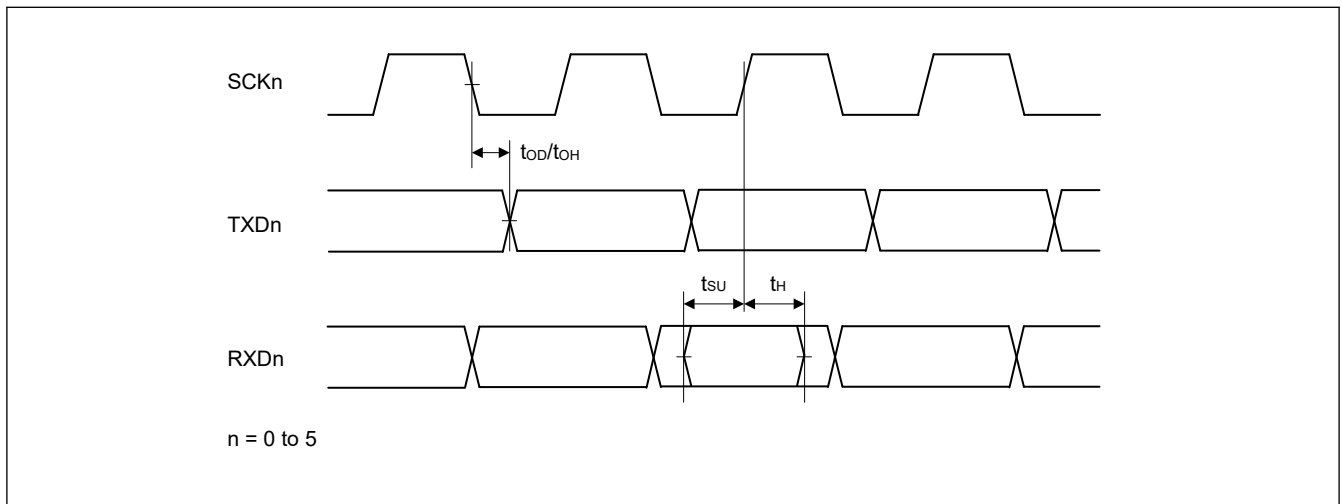 SCKn
tOD/tOH
TXDn
tSU
tH
RXDn
n = 0 to 5